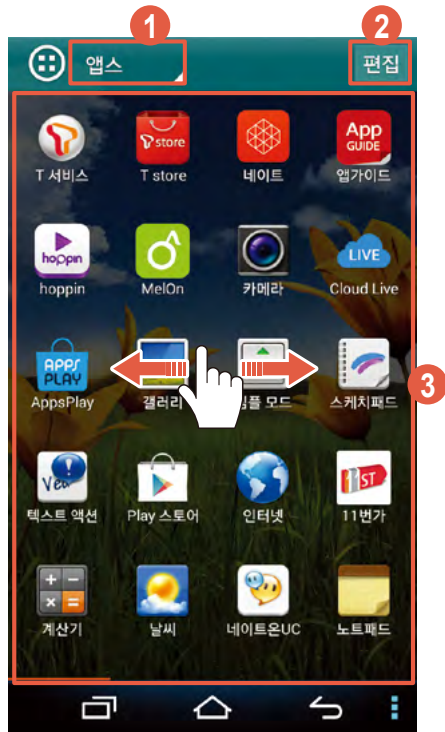 1
2
앱스
편집
T store
App
GUIDE
T 서비스
T store
네이트
앱가이드
hoppin
LIVE
hoppin
MelOn
카메라
Cloud Live
APPS
PLAY
3
AppsPlay
갤러리
심플 모드
스케치패드
11ST
텍스트 액션
Play 스토어
인터넷
11번가
계산기
날씨
네이트온UC
노트패드